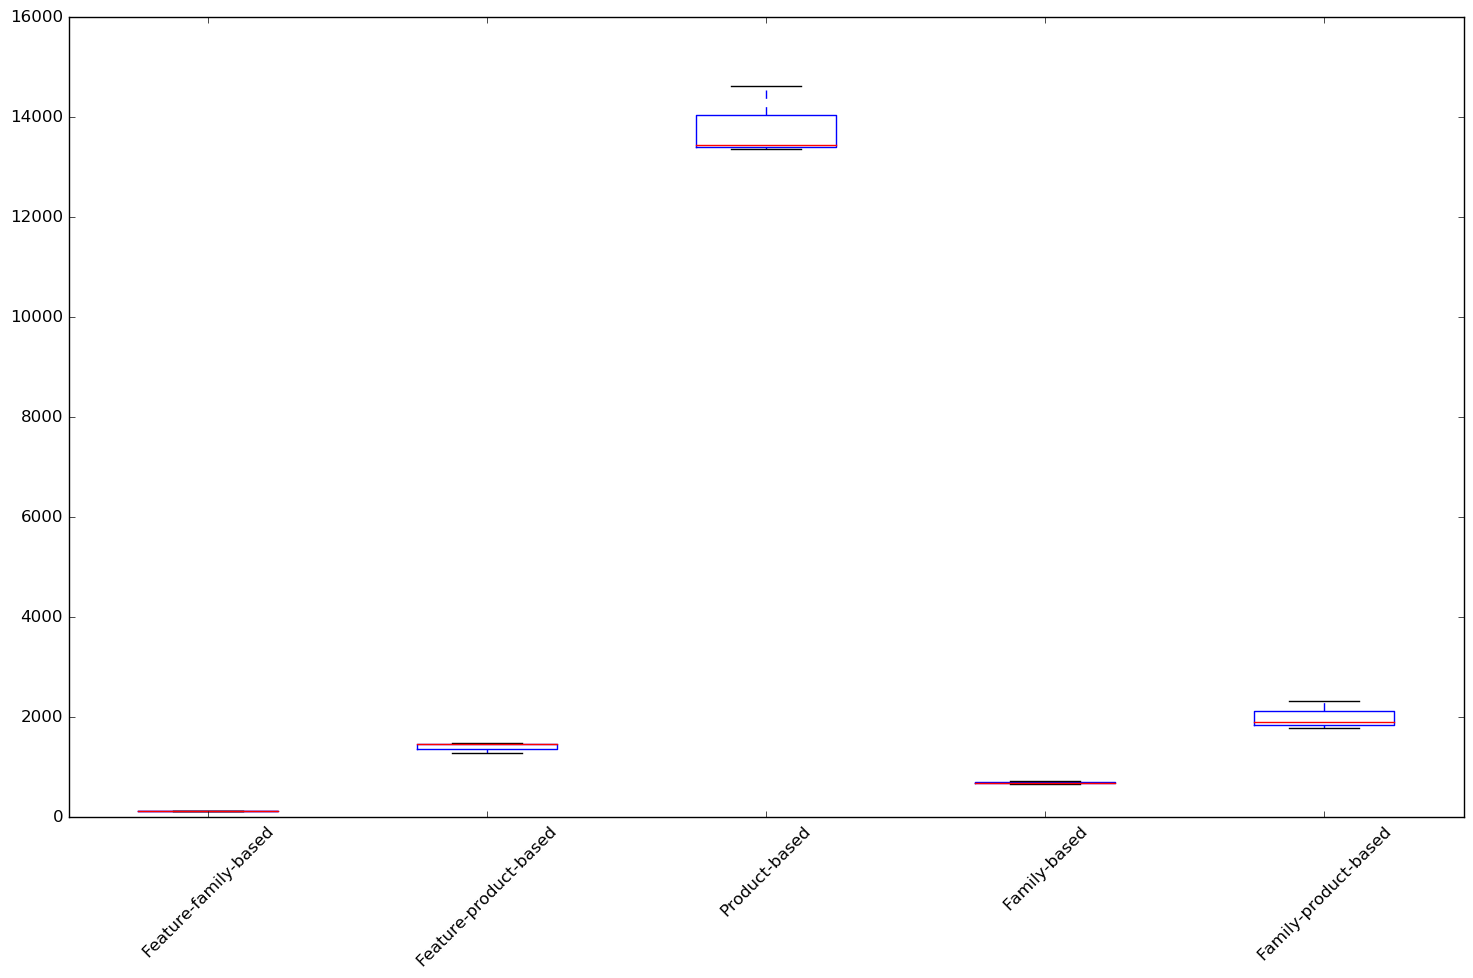 16000
14000
12000
10000
8000
6000
4000
2000
0
Feature-family-based
Feature-product-based
Product-based
Family-based
Family-product-based